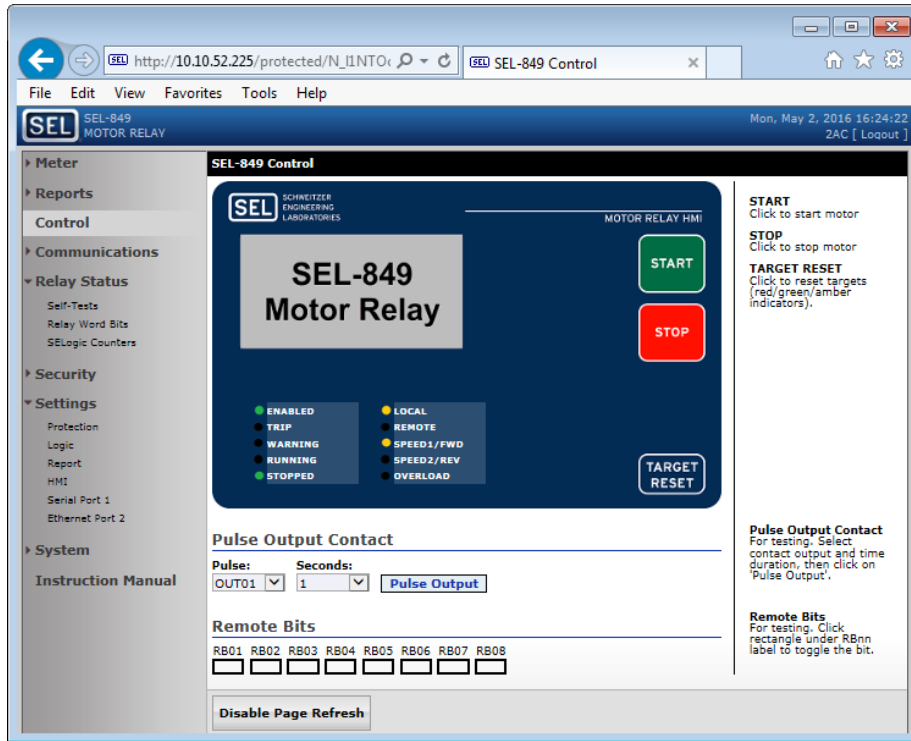 http://10.10.52.225/protected/N_I1NTO
SEL SEL-849 Control
File Edit View Favorites Tools Help
SEL SEL-849
MOTOR RELAY
Mon, May 2, 2016 16:24:22
2AC [ Logout ]
Meter
Reports
Control
Communications
Relay Status
Self-Tests
Relay Word Bits
SELogic Counters
Security
Settings
Protection
Logic
Report
HMI
Serial Port 1
Ethernet Port 2
System
Instruction Manual
SEL-849 Control
SEL SCHWEITZER
ENGINEERING
LABORATORIES
MOTOR RELAY HMI
SEL-849
Motor Relay
START
STOP
ENABLED
TRIP
WARNING
RUNNING
STOPPED
LOCAL
REMOTE
SPEED1/FWD
SPEED2/REV
OVERLOAD
TARGET
RESET
Pulse Output Contact
Pulse: Seconds:
OUT01 1 Pulse Output
Remote Bits
RB01 RB02 RB03 RB04 RB05 RB06 RB07 RB08
Disable Page Refresh
START
Click to start motor
STOP
Click to stop motor
TARGET RESET
Click to reset targets
(red/green/amber
indicators).
Pulse Output Contact
For testing. Select
contact output and time
duration, then click on
'Pulse Output'.
Remote Bits
For testing. Click
rectangle under RBnn
label to toggle the bit.